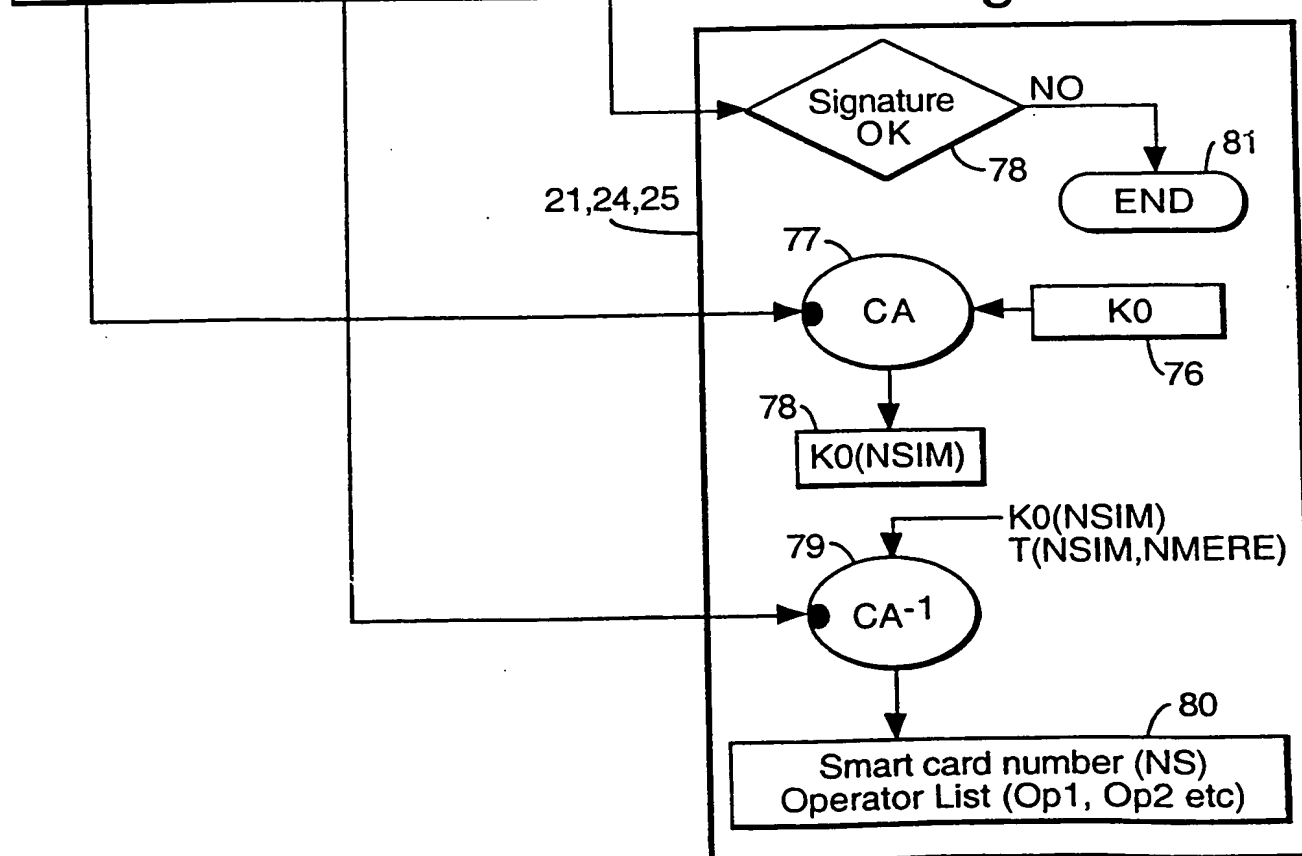 Signature
OK
NO
78
81
END
21,24,25
77
CA
K0
76
78
K0(NSIM)
K0(NSIM)
T(NSIM,NMERE)
79
CA-1
80
Smart card number (NS)
Operator List (Op1, Op2 etc)